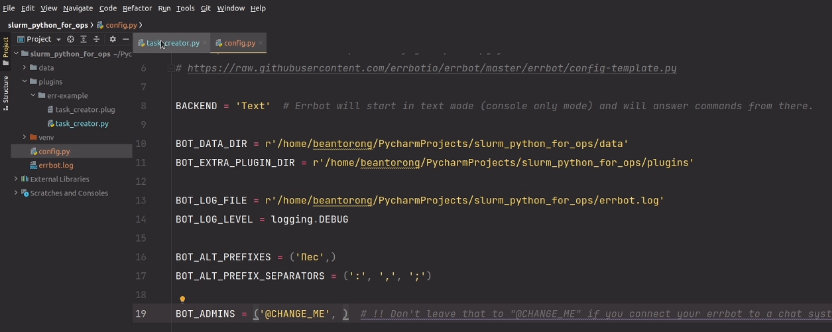 File Edit View Navigate Code Refactor Run Tools Git Window Help
slurm_python_for_ops config.py
Project
task_creator.py config.py
Project
Structure
slurm_python_for_ops ~/Pyc
data
plugins
err-example
task_creator.plug
task_creator.py
venv
config.py
errbot.log
External Libraries
Scratches and Consoles
6 # https://raw.githubusercontent.com/errbotio/errbot/master/errbot/config-template.py
7
8 BACKEND = 'Text' # Errbot will start in text mode (console only mode) and will answer commands from there.
9
10 BOT_DATA_DIR = r'/home/beantorong/PycharmProjects/slurm_python_for_ops/data'
11 BOT_EXTRA_PLUGIN_DIR = r'/home/beantorong/PycharmProjects/slurm_python_for_ops/plugins'
12
13 BOT_LOG_FILE = r'/home/beantorong/PycharmProjects/slurm_python_for_ops/errbot.log'
14 BOT_LOG_LEVEL = logging.DEBUG
15
16 BOT_ALT_PREFIXES = ('Пес',)
17 BOT_ALT_PREFIX_SEPARATORS = (':', ',', ';')
18
19 BOT_ADMINS = ('@CHANGE_ME', ) # !! Don't leave that to "@CHANGE_ME" if you connect your errbot to a chat syst